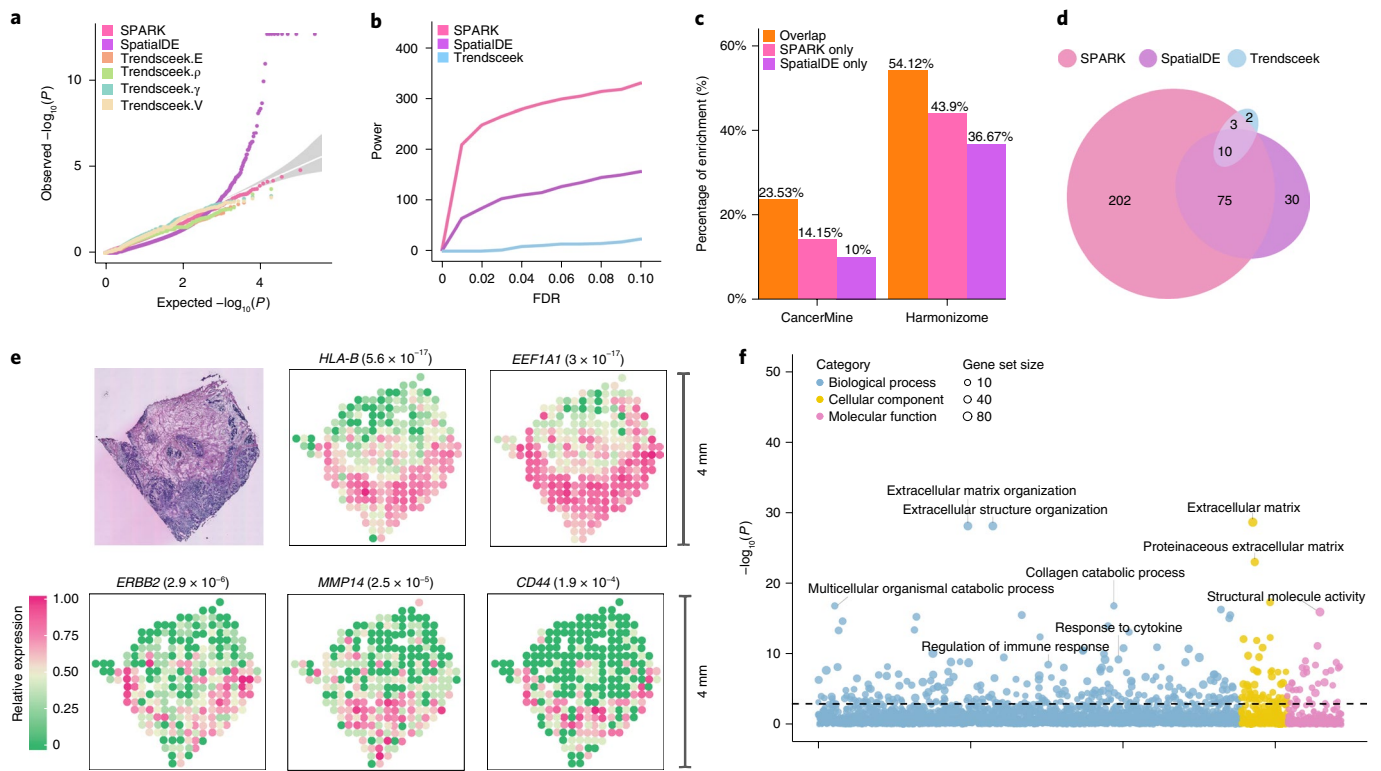 a
SPARK
SpatialDE
Trendsceek.E
Trendsceek.ρ
Trendsceek.γ
Trendsceek.V
10
5
0
Observed −log10(P)
0 2 4
Expected −log10(P)
b
SPARK
SpatialDE
Trendsceek
400
300
200
100
0
Power
0 0.02 0.04 0.06 0.08 0.10
FDR
c
Overlap
SPARK only
SpatialDE only
60%
40%
20%
0%
Percentage of enrichment (%)
23.53%
14.15%
10%
54.12%
43.9%
36.67%
CancerMine Harmonizome
d
SPARK SpatialDE Trendsceek
3
2
10
202
75
30
e
HLA-B (5.6 × 10−17)
EEF1A1 (3 × 10−17)
4 mm
ERBB2 (2.9 × 10−6)
MMP14 (2.5 × 10−5)
CD44 (1.9 × 10−4)
4 mm
Relative expression
1.00
0.75
0.50
0.25
0
f
Category
Biological process
Cellular component
Molecular function
Gene set size
10
40
80
50
40
30
20
10
0
−log10(P)
Extracellular matrix organization
Extracellular structure organization
Extracellular matrix
Proteinaceous extracellular matrix
Collagen catabolic process
Multicellular organismal catabolic process
Structural molecule activity
Response to cytokine
Regulation of immune response